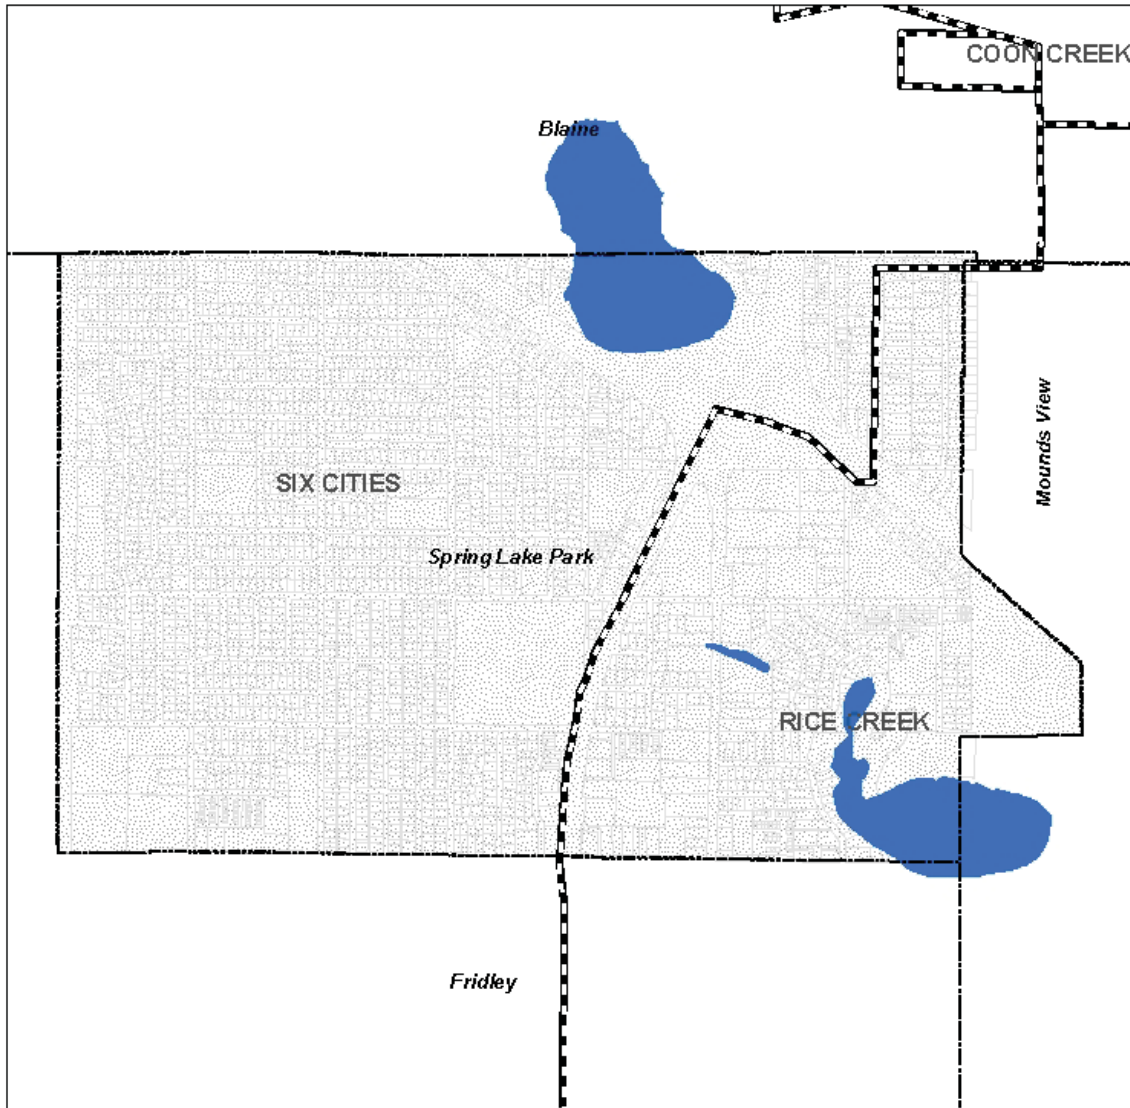 COON CREEK
Blaine
Mounds View
SIX CITIES
Spring Lake Park
RICE CREEK
Fridley